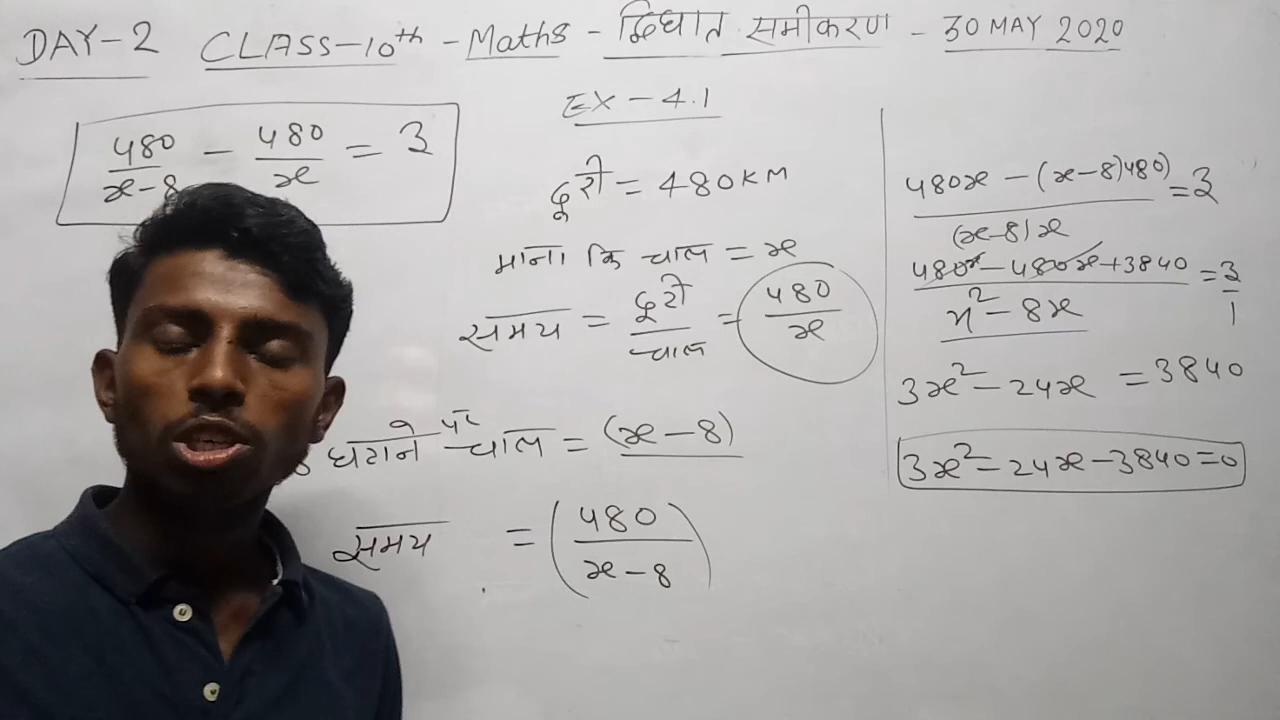 DAY-2 CLASS-10th - Maths - द्विघात समीकरण - 30 MAY 2020
EX - 4.1
480/x-8 - 480/x = 3
दूरी = 480KM
माना कि चाल = x
समय = दूरी/चाल = 480/x
घटाने पर चाल = (x-8)
समय = (480/x-8)
480x - (x-8)480)/(x-8)x = 3
480x - 480x + 3840/x² - 8x = 3/1
3x² - 24x = 3840
3x² - 24x - 3840 = 0